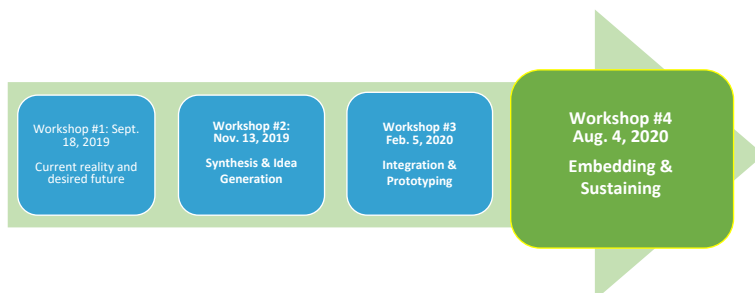 Workshop #1: Sept.
18, 2019
Current reality and
desired future
Workshop #2:
Nov. 13, 2019
Synthesis & Idea
Generation
Workshop #3
Feb. 5, 2020
Integration &
Prototyping
Workshop #4
Aug. 4, 2020
Embedding &
Sustaining